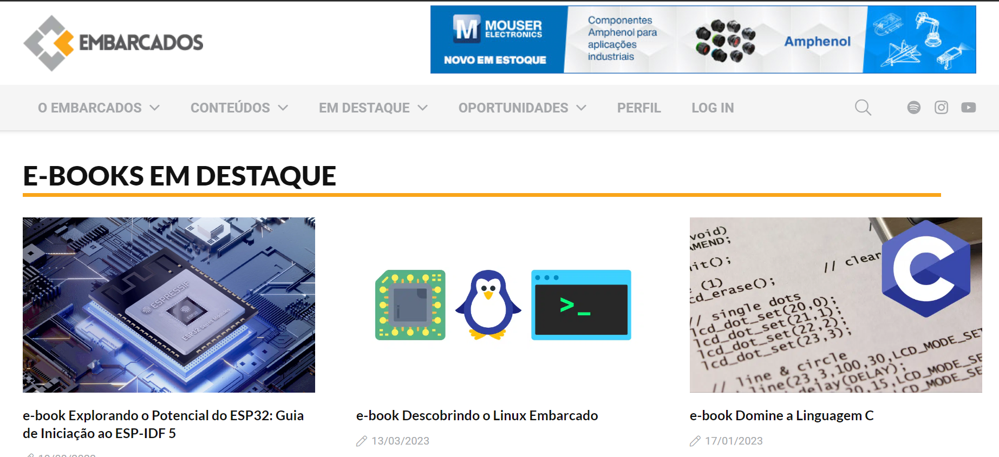 EMBARCADOS
MOUSER
ELECTRONICS
NOVO EM ESTOQUE
Componentes
Amphenol para
aplicações
industriais
Amphenol
O EMBARCADOS
CONTEÚDOS
EM DESTAQUE
OPORTUNIDADES
PERFIL
LOG IN
E-BOOKS EM DESTAQUE
ESPRESSIF
ESP32
ESP32 Series Modules
>_
void)
AMEND;
it();
// clear
(1)
cd_erase();
// single dots
lcd_dot_set(20,0);
lcd_dot_set(21,1);
lcd_dot_set(22,2);
lcd_dot_set(23,3);
// line & circle
line(23,3,100,30,LCD_MODE_SET
delay(DELAY);
20,15,LCD_MODE_SE
CD_MODE_SE
C
e-book Explorando o Potencial do ESP32: Guia
de Iniciação ao ESP-IDF 5
e-book Descobrindo o Linux Embarcado
13/03/2023
e-book Domine a Linguagem C
17/01/2023